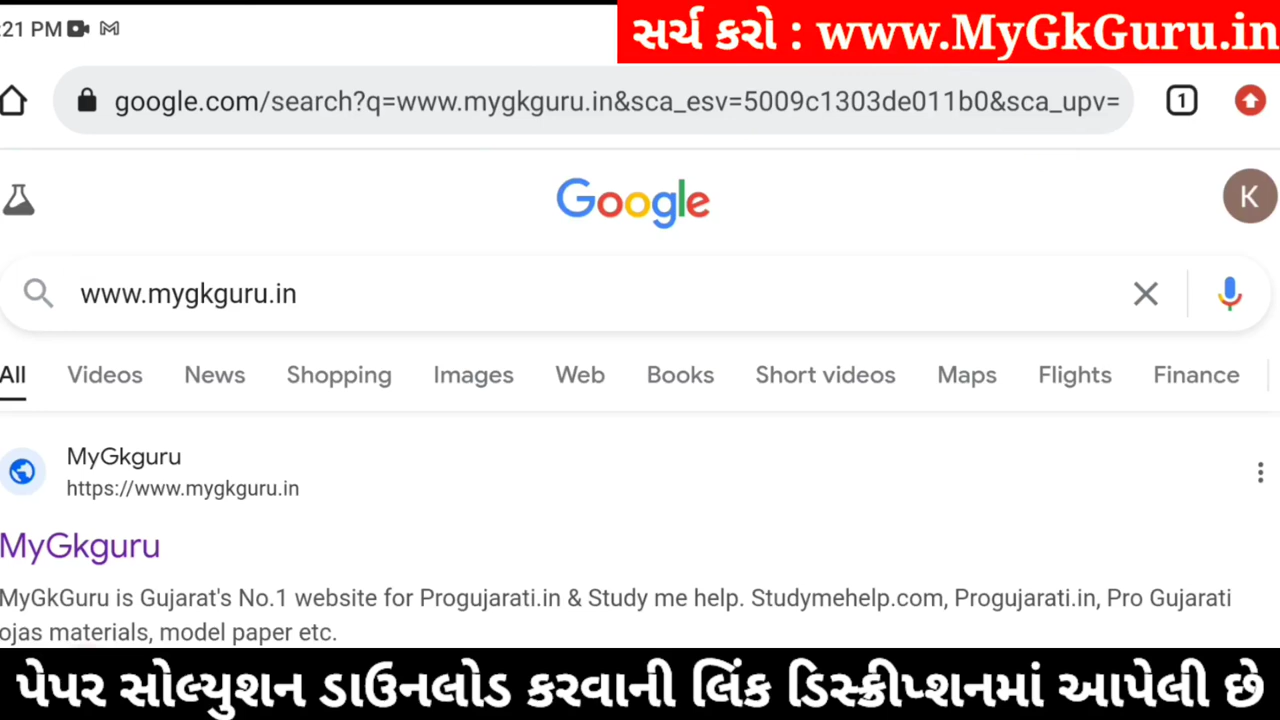 :21 PM
સર્ચ કરો : www.MyGkGuru.in
google.com/search?q=www.mygkguru.in&sca_esv=5009c1303de011b0&sca_upv=
1
Google
K
www.mygkguru.in
All Videos News Shopping Images Web Books Short videos Maps Flights Finance
MyGkguru
https://www.mygkguru.in
MyGkguru
MyGkGuru is Gujarat's No.1 website for Progujarati.in & Study me help. Studymehelp.com, Progujarati.in, Pro Gujarati
ojas materials, model paper etc.
પેપર સોલ્યુશન ડાઉનલોડ કરવાની લિંક ડિસ્ક્રીપ્શનમાં આપેલી છે